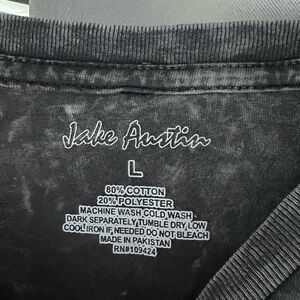 Jake Austin
L
80% COTTON
20% POLYESTER
MACHINE WASH COLD WASH
DARK SEPARATELY, TUMBLE DRY, LOW
COOL IRON IF NEEDED DO NOT BLEACH
MADE IN PAKISTAN
RN#109424